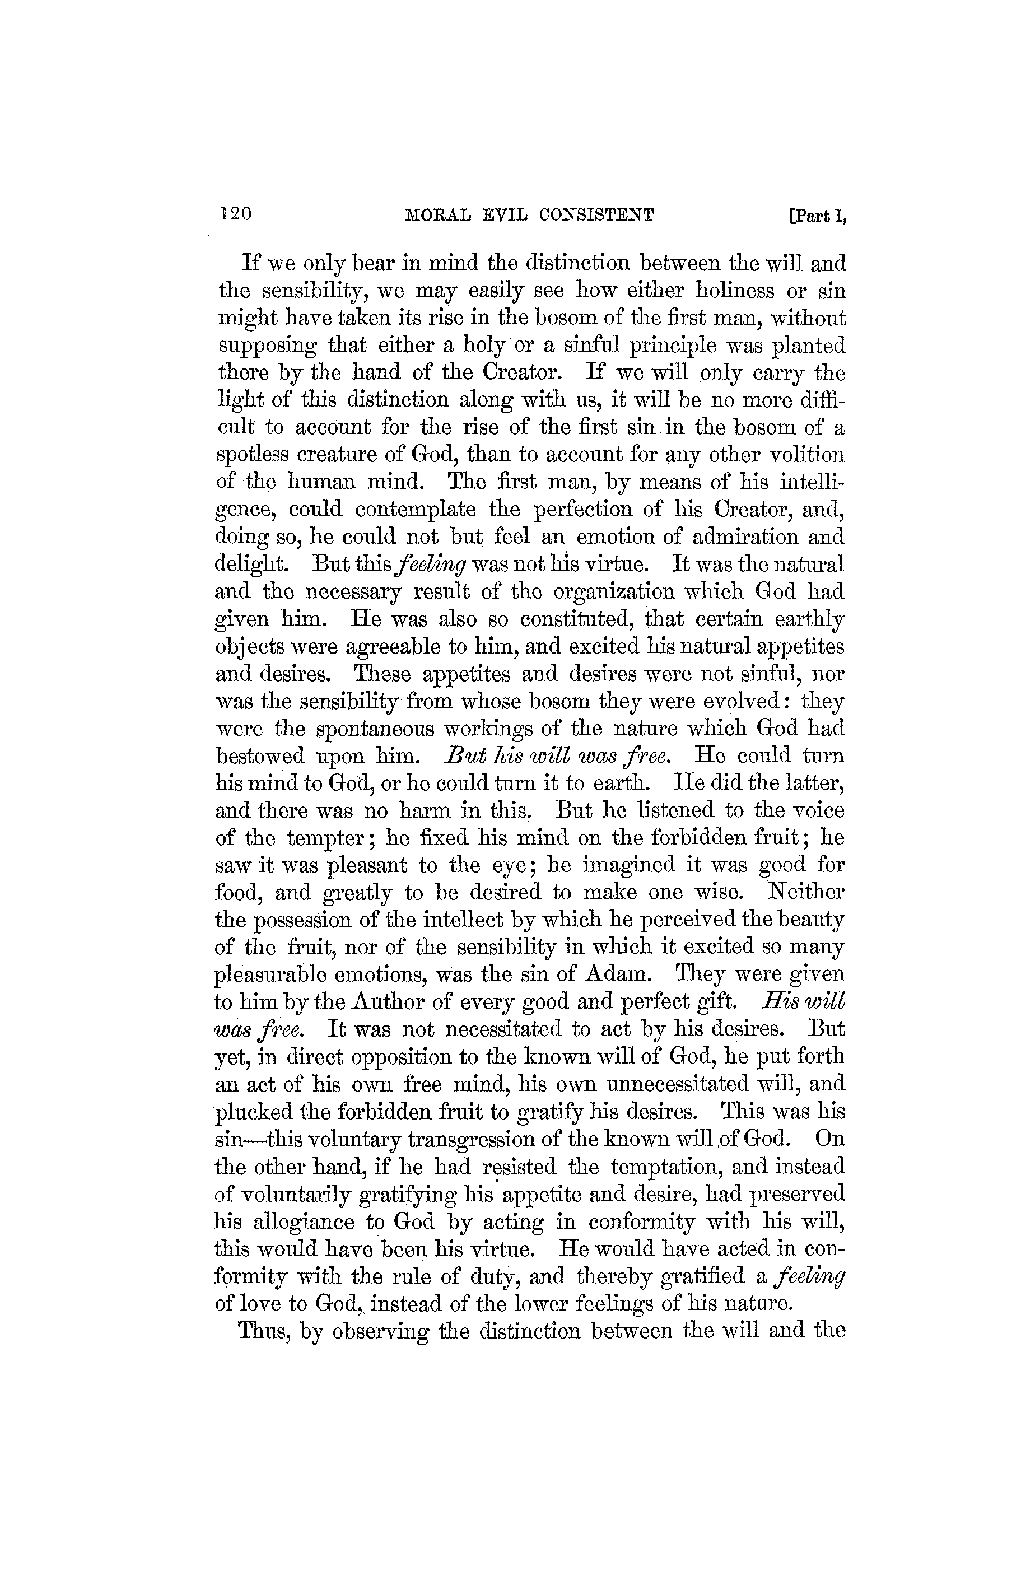 120 MORAL EVIL CONSISTENT [Part I,
If we only bear in mind the distinction between the will and
the sensibility, we may easily see how either holiness or sin
might have taken its rise in the bosom of the first man, without
supposing that either a holy or a sinful principle was planted
there by the hand of the Creator. If we will only carry the
light of this distinction along with us, it will be no more diffi-
cult to account for the rise of the first sin in the bosom of a
spotless creature of God, than to account for any other volition
of the human mind. The first man, by means of his intelli-
gence, could contemplate the perfection of his Creator, and,
doing so, he could not but feel an emotion of admiration and
delight. But this feeling was not his virtue. It was the natural
and the necessary result of the organization which God had
given him. He was also so constituted, that certain earthly
objects were agreeable to him, and excited his natural appetites
and desires. These appetites and desires were not sinful, nor
was the sensibility from whose bosom they were evolved: they
were the spontaneous workings of the nature which God had
bestowed upon him. But his will was free. He could turn
his mind to God, or he could turn it to earth. He did the latter,
and there was no harm in this. But he listened to the voice
of the tempter; he fixed his mind on the forbidden fruit; he
saw it was pleasant to the eye; he imagined it was good for
food, and greatly to be desired to make one wise. Neither
the possession of the intellect by which he perceived the beauty
of the fruit, nor of the sensibility in which it excited so many
pleasurable emotions, was the sin of Adam. They were given
to him by the Author of every good and perfect gift. His will
was free. It was not necessitated to act by his desires. But
yet, in direct opposition to the known will of God, he put forth
an act of his own free mind, his own unnecessitated will, and
plucked the forbidden fruit to gratify his desires. This was his
sin—this voluntary transgression of the known will of God. On
the other hand, if he had resisted the temptation, and instead
of voluntarily gratifying his appetite and desire, had preserved
his allegiance to God by acting in conformity with his will,
this would have been his virtue. He would have acted in con-
formity with the rule of duty, and thereby gratified a feeling
of love to God, instead of the lower feelings of his nature.
Thus, by observing the distinction between the will and the